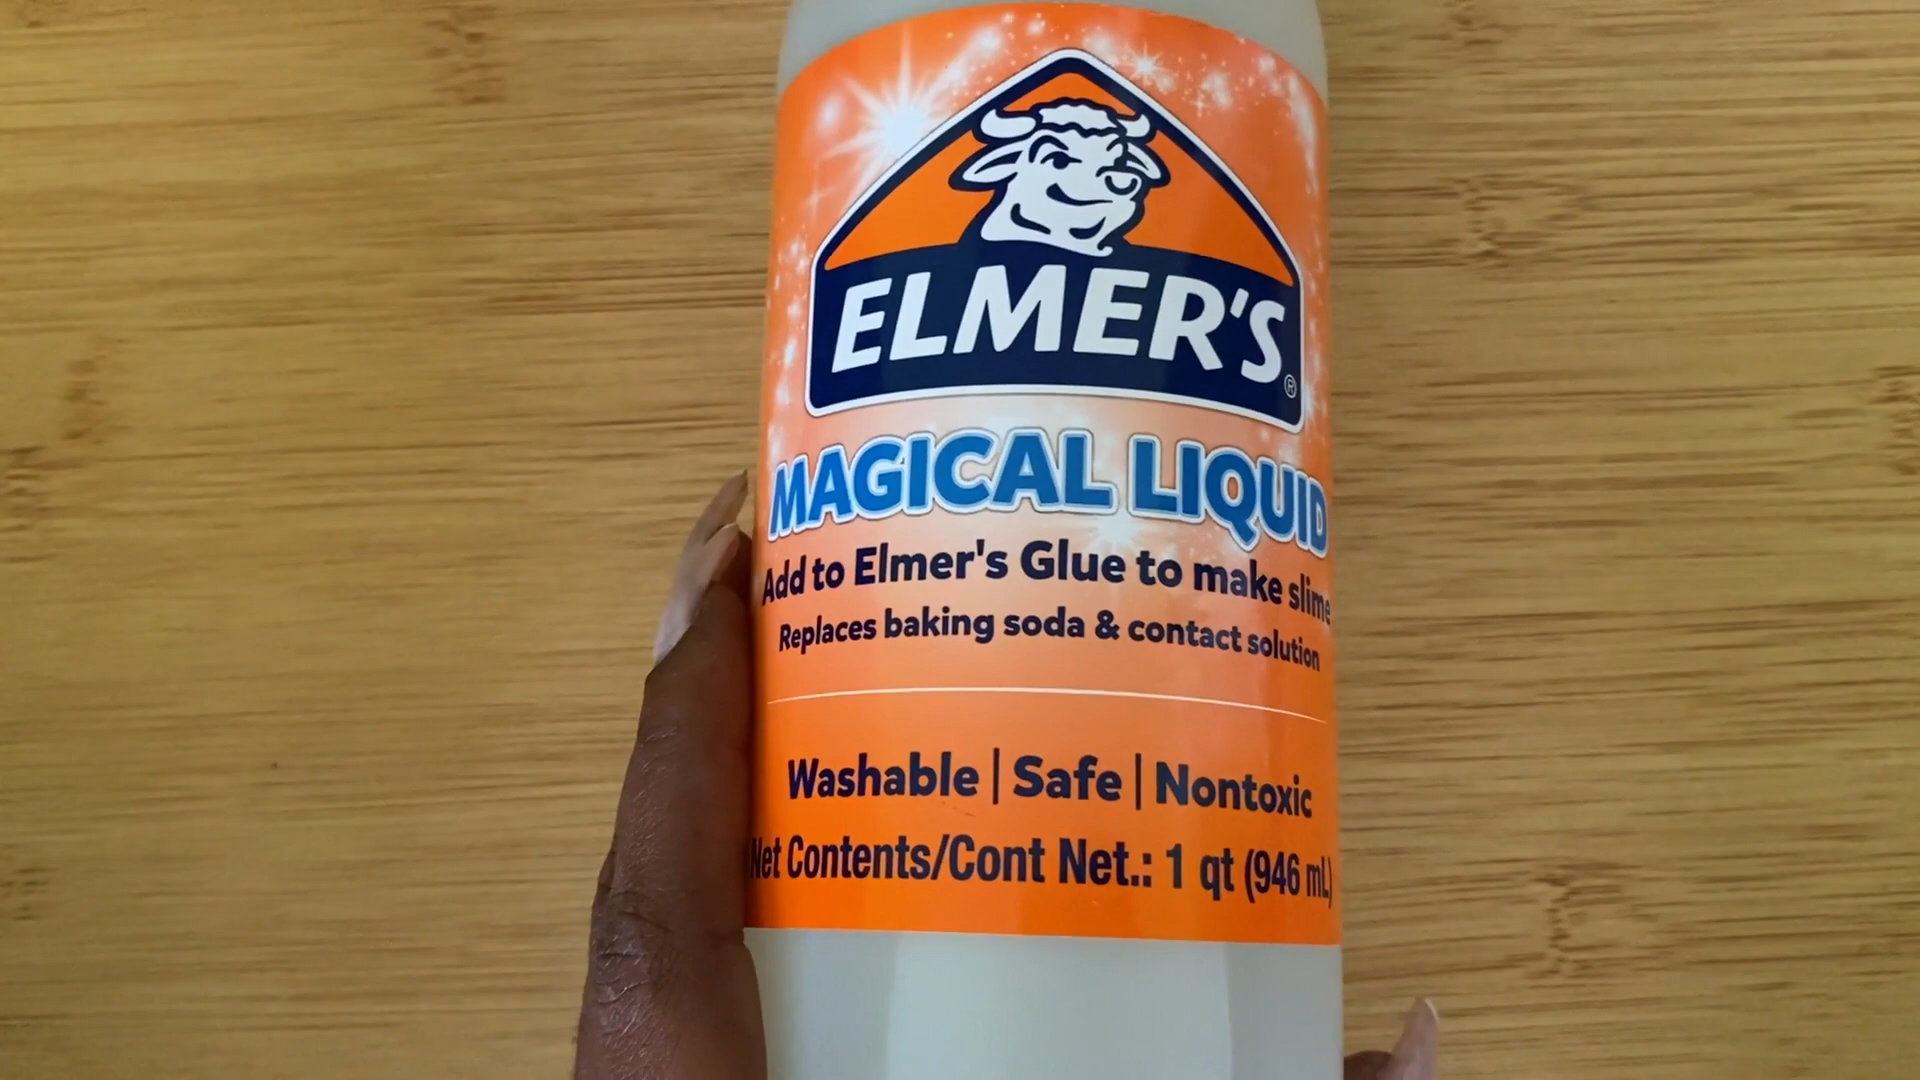 ELMER'S®
MAGICAL LIQUID
Add to Elmer's Glue to make slime
Replaces baking soda & contact solution
Washable | Safe | Nontoxic
Net Contents/Cont Net.: 1 qt (946 mL)